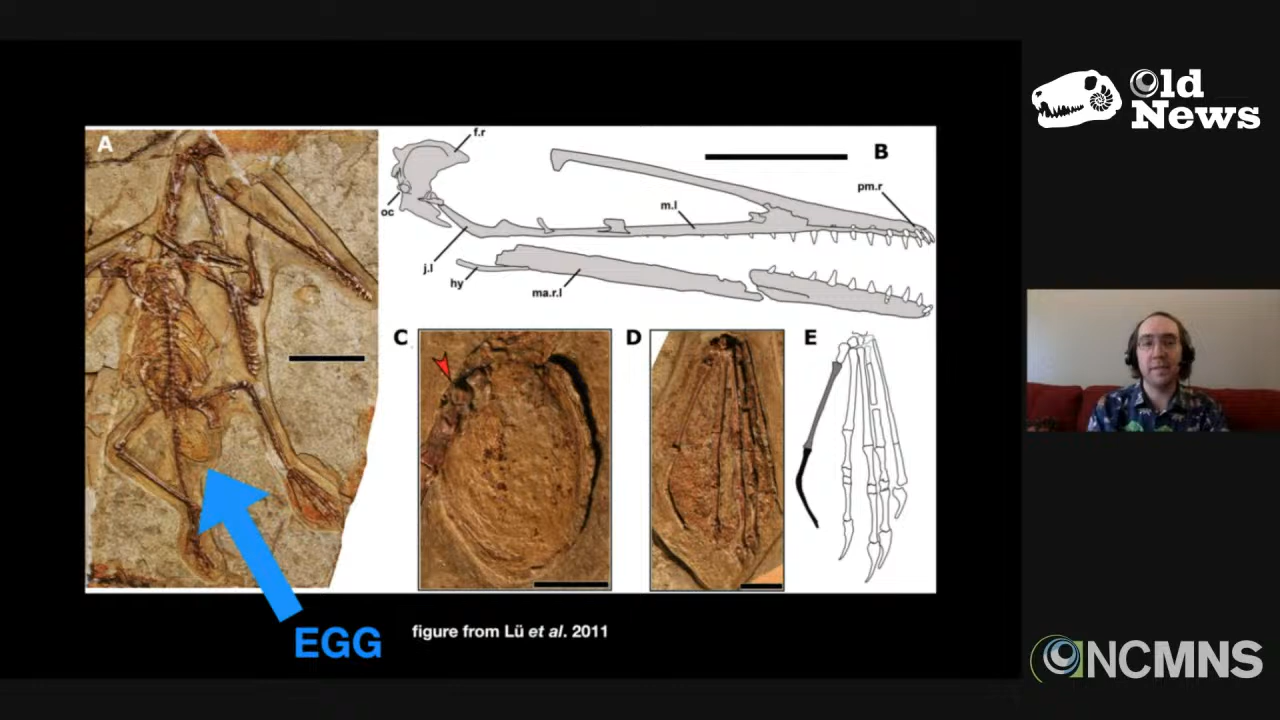 A
f.r
B
oc
m.l
pm.r
j.l
hy
ma.r.l
C
D
E
EGG
figure from Lü et al. 2011
Old
News
NCMNS